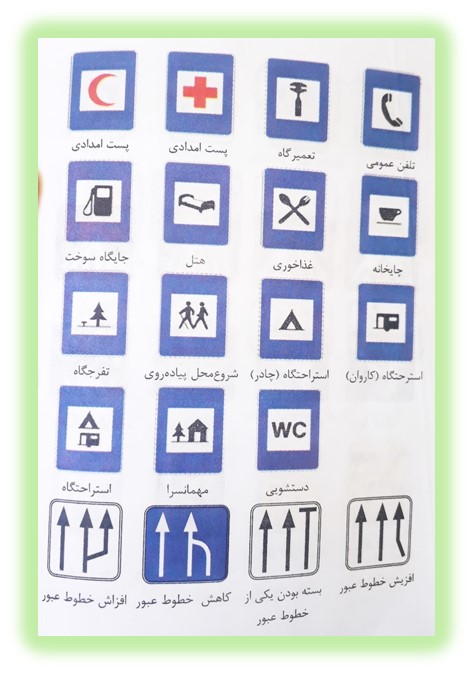 تلفن عمومی
تعمیرگاه
پست امدادی
پست امدادی
چایخانه
غذاخوری
هتل
جایگاه سوخت
استرحتگاه (کاروان)
استراحتگاه (چادر)
شروع‌محل پیاده‌روی
تفرجگاه
WC
دستشویی
مهمانسرا
استراحتگاه
افزیش خطوط عبور
بسته بودن یکی از
خطوط عبور
کاهش خطوط عبور
افزاش خطوط عبور